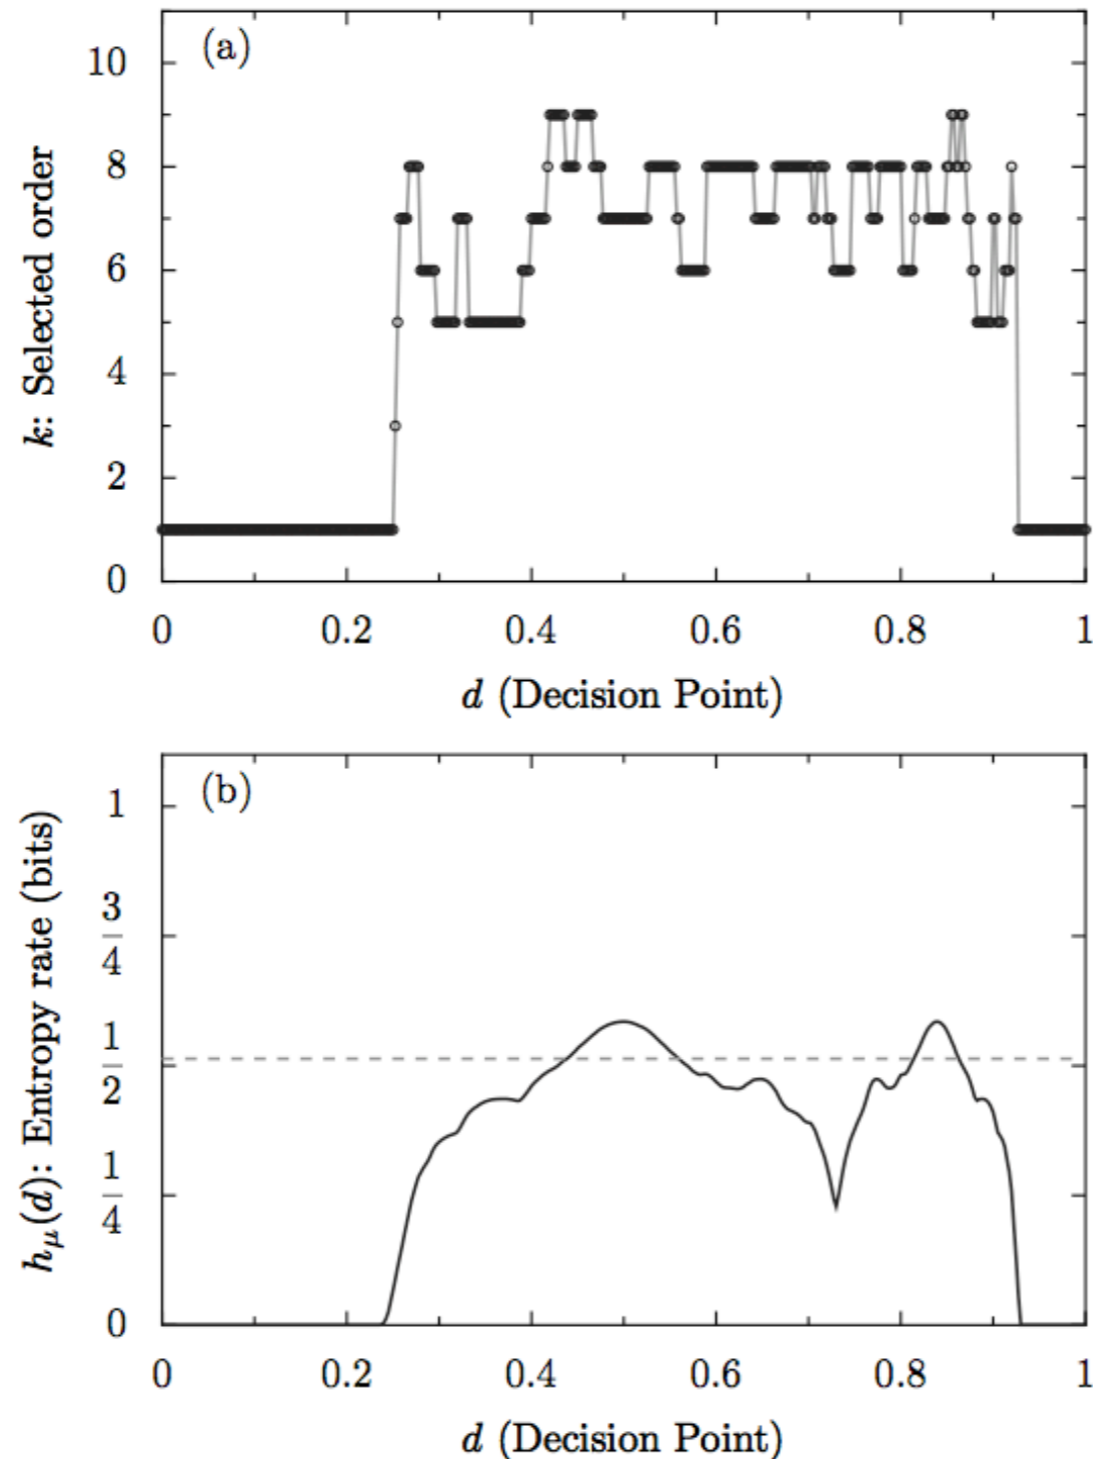 (a)
10
8
6
4
2
0
k: Selected order
0 0.2 0.4 0.6 0.8 1
d (Decision Point)
(b)
1
3/4
1/2
1/4
0
hμ(d): Entropy rate (bits)
0 0.2 0.4 0.6 0.8 1
d (Decision Point)